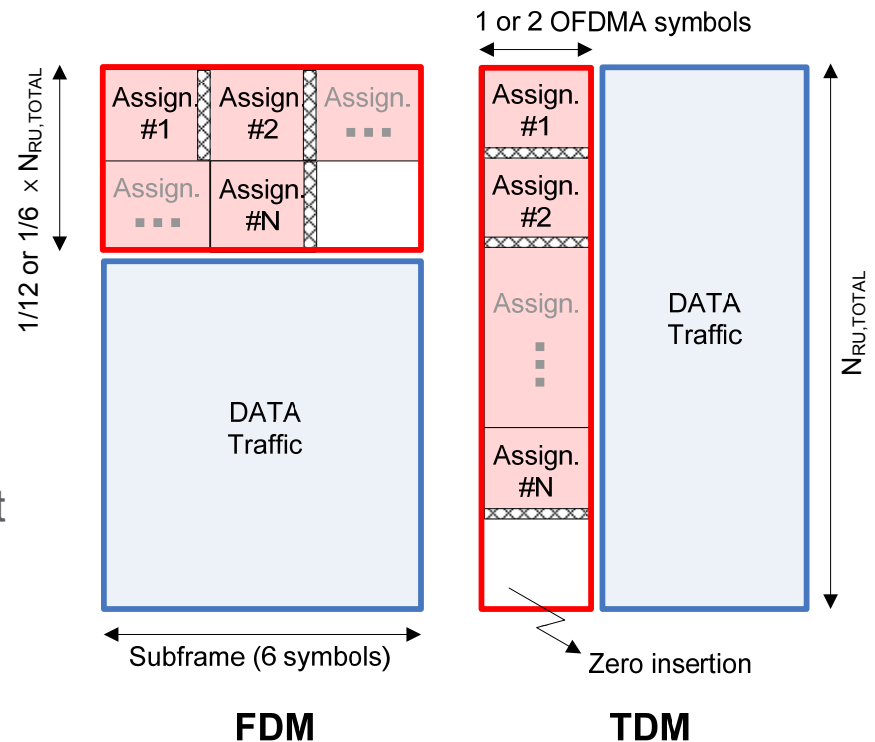 1 or 2 OFDMA symbols
1/12 or 1/6 x NRU,TOTAL
Assign.
#1
Assign.
#2
Assign.
...
Assign.
...
Assign.
#N
DATA
Traffic
t
Subframe (6 symbols)
FDM
Assign.
#1
Assign.
#2
Assign.
Assign.
#N
DATA
Traffic
NRU,TOTAL
Zero insertion
TDM